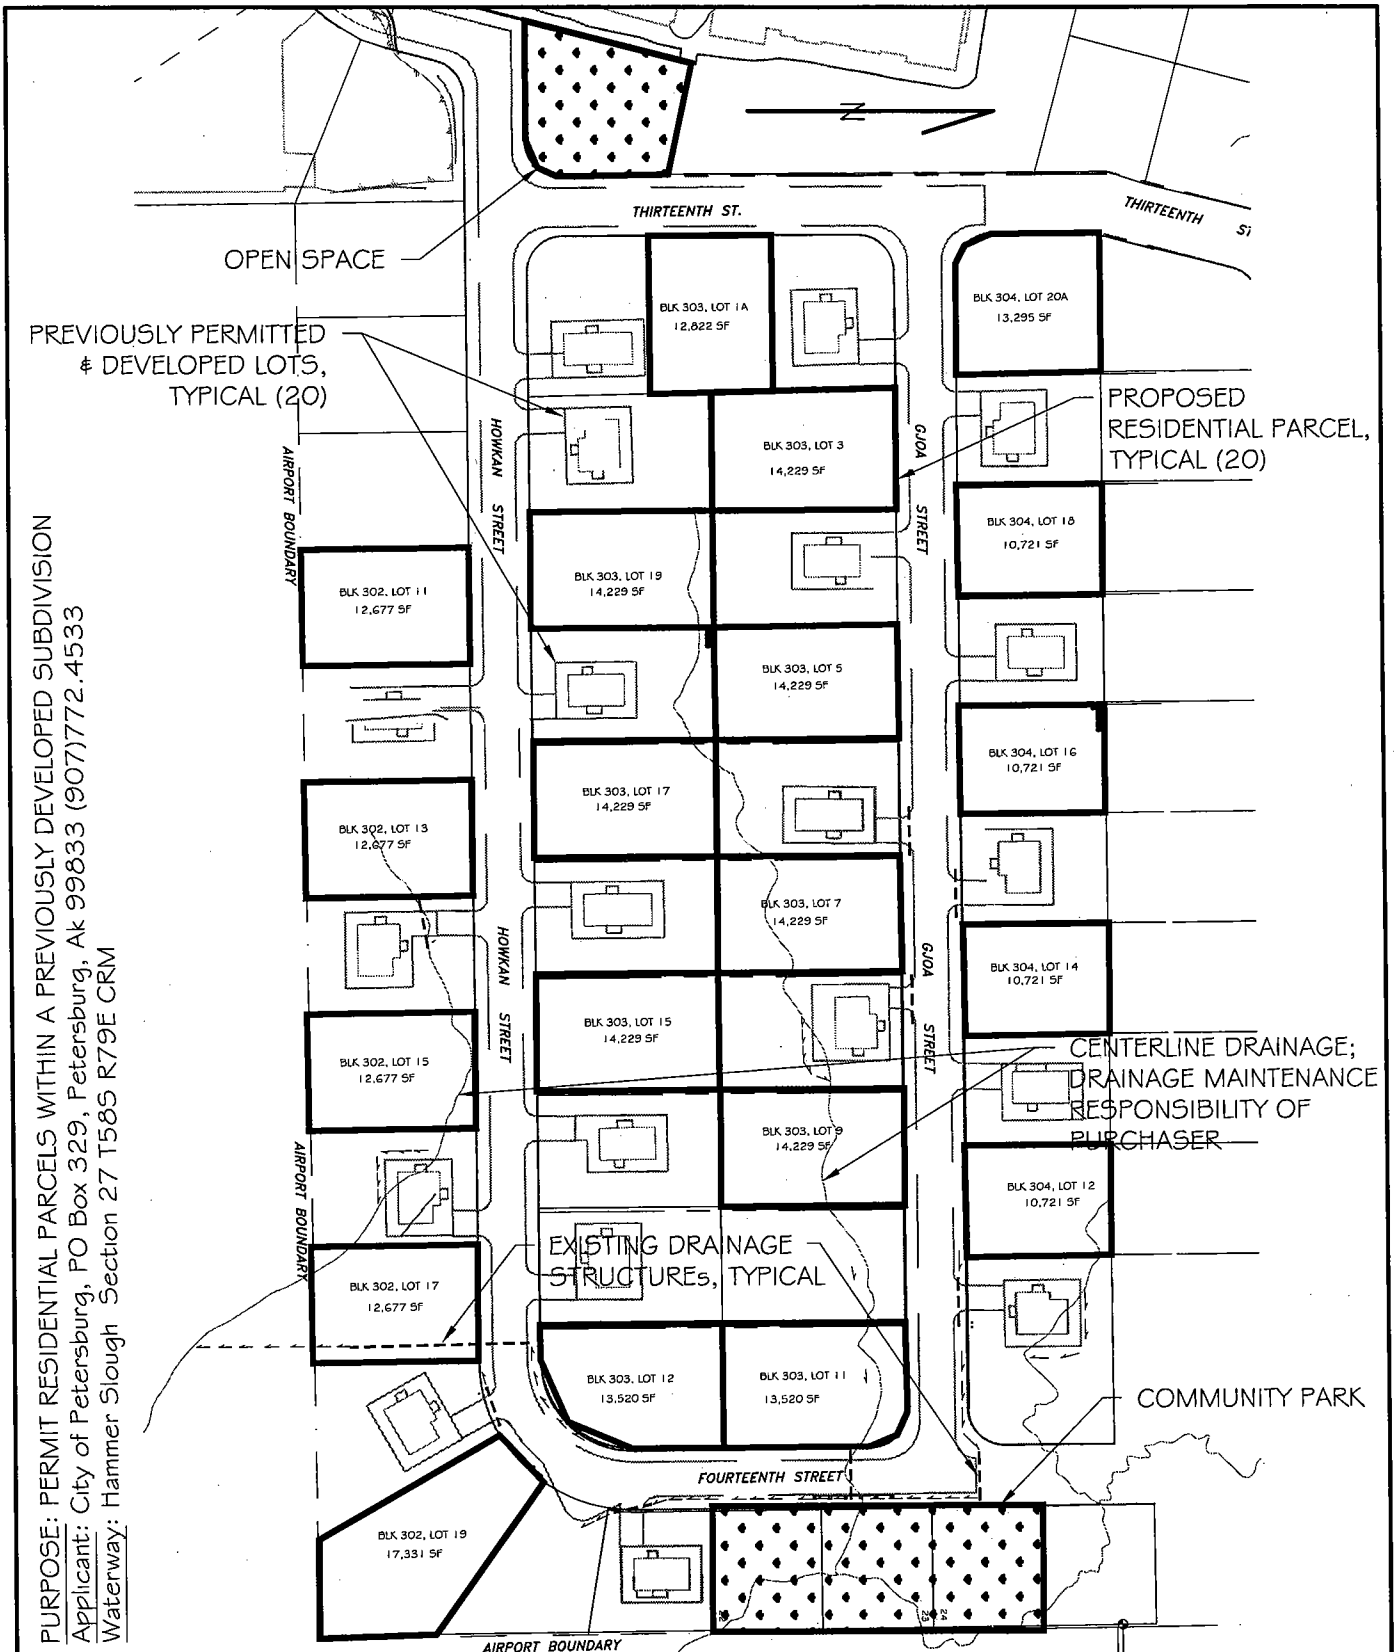 N
THIRTEENTH ST.
THIRTEENTH ST
OPEN SPACE
PREVIOUSLY PERMITTED
& DEVELOPED LOTS,
TYPICAL (20)
BLK 303, LOT 1A
12,822 SF
BLK 304, LOT 20A
13,295 SF
PROPOSED
RESIDENTIAL PARCEL,
TYPICAL (20)
AIRPORT BOUNDARY
HOWKAN STREET
GJOA STREET
BLK 303, LOT 3
14,229 SF
BLK 304, LOT 18
10,721 SF
BLK 302, LOT 11
12,677 SF
BLK 303, LOT 19
14,229 SF
BLK 303, LOT 5
14,229 SF
BLK 304, LOT 16
10,721 SF
BLK 302, LOT 13
12,677 SF
BLK 303, LOT 17
14,229 SF
BLK 303, LOT 7
14,229 SF
BLK 304, LOT 14
10,721 SF
HOWKAN STREET
GJOA STREET
BLK 302, LOT 15
12,677 SF
BLK 303, LOT 15
14,229 SF
CENTERLINE DRAINAGE;
DRAINAGE MAINTENANCE
RESPONSIBILITY OF
PURCHASER
BLK 303, LOT 9
14,229 SF
BLK 304, LOT 12
10,721 SF
AIRPORT BOUNDARY
EXISTING DRAINAGE
STRUCTUREs, TYPICAL
BLK 302, LOT 17
12,677 SF
BLK 303, LOT 12
13,520 SF
BLK 303, LOT 11
13,520 SF
COMMUNITY PARK
FOURTEENTH STREET
BLK 302, LOT 19
17,331 SF
22
23
24
AIRPORT BOUNDARY
PURPOSE: PERMIT RESIDENTIAL PARCELS WITHIN A PREVIOUSLY DEVELOPED SUBDIVISION
Applicant: City of Petersburg, PO Box 329, Petersburg, Ak 99833 (907)772.4533
Waterway: Hammer Slough Section 27 T58S R79E CRM